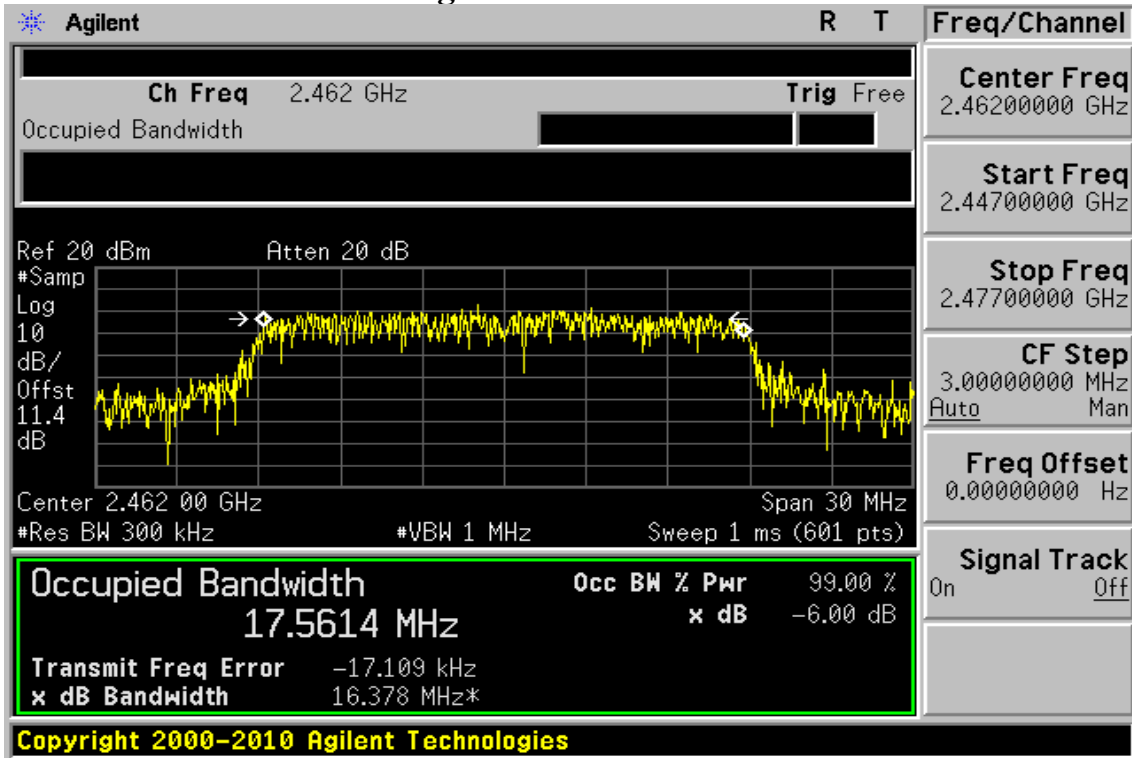 Agilent R T
Freq/Channel
Ch Freq 2.462 GHz Trig Free
Occupied Bandwidth
Center Freq
2.46200000 GHz
Start Freq
2.44700000 GHz
Stop Freq
2.47700000 GHz
CF Step
3.00000000 MHz
Auto Man
Freq Offset
0.00000000 Hz
Signal Track
On Off
Ref 20 dBm Atten 20 dB
#Samp
Log
10
dB/
Offst
11.4
dB
Center 2.462 00 GHz Span 30 MHz
#Res BW 300 kHz #VBW 1 MHz Sweep 1 ms (601 pts)
Occupied Bandwidth Occ BW % Pwr 99.00 %
17.5614 MHz x dB -6.00 dB
Transmit Freq Error -17.109 kHz
x dB Bandwidth 16.378 MHz*
Copyright 2000-2010 Agilent Technologies